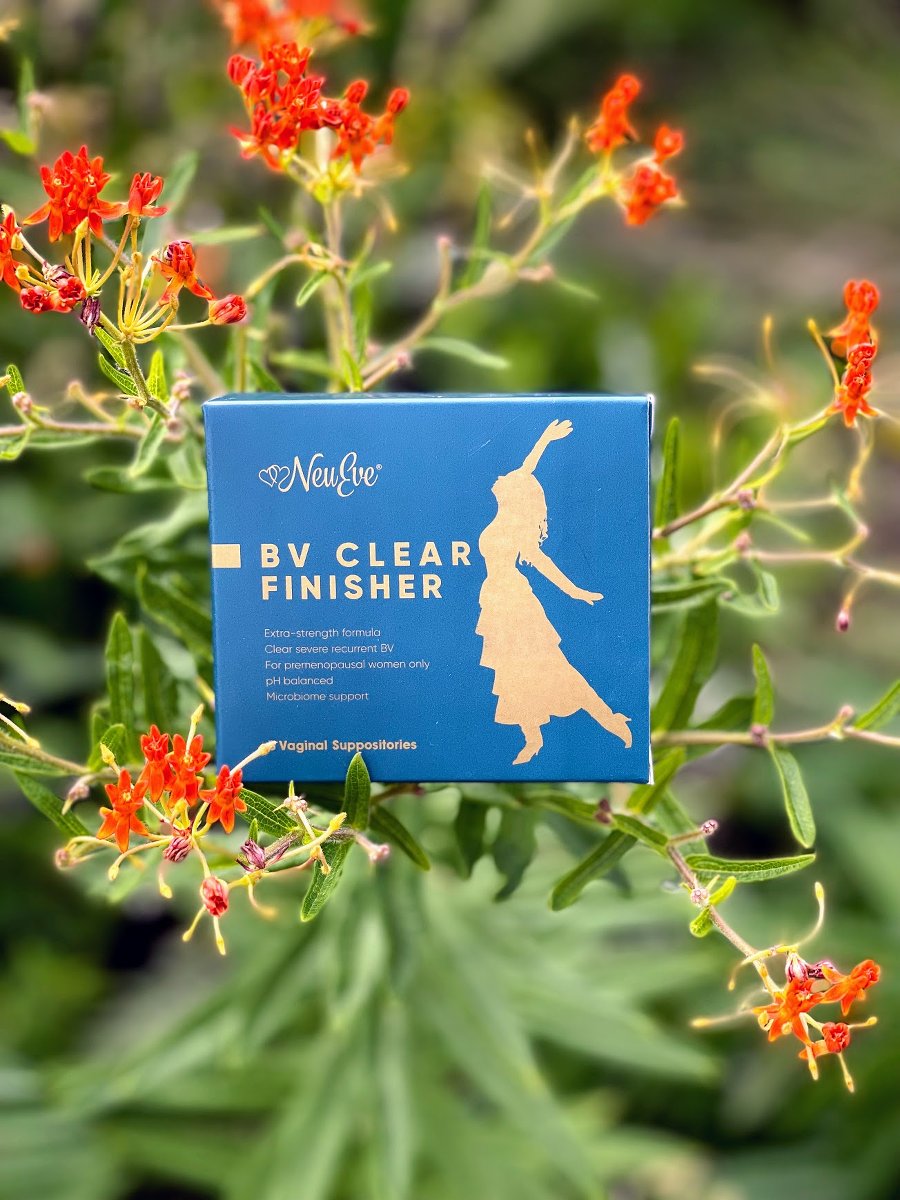 NeuEve®
BV CLEAR
FINISHER
Extra-strength formula
Clear severe recurrent BV
For premenopausal women only
pH balanced
Microbiome support
Vaginal Suppositories